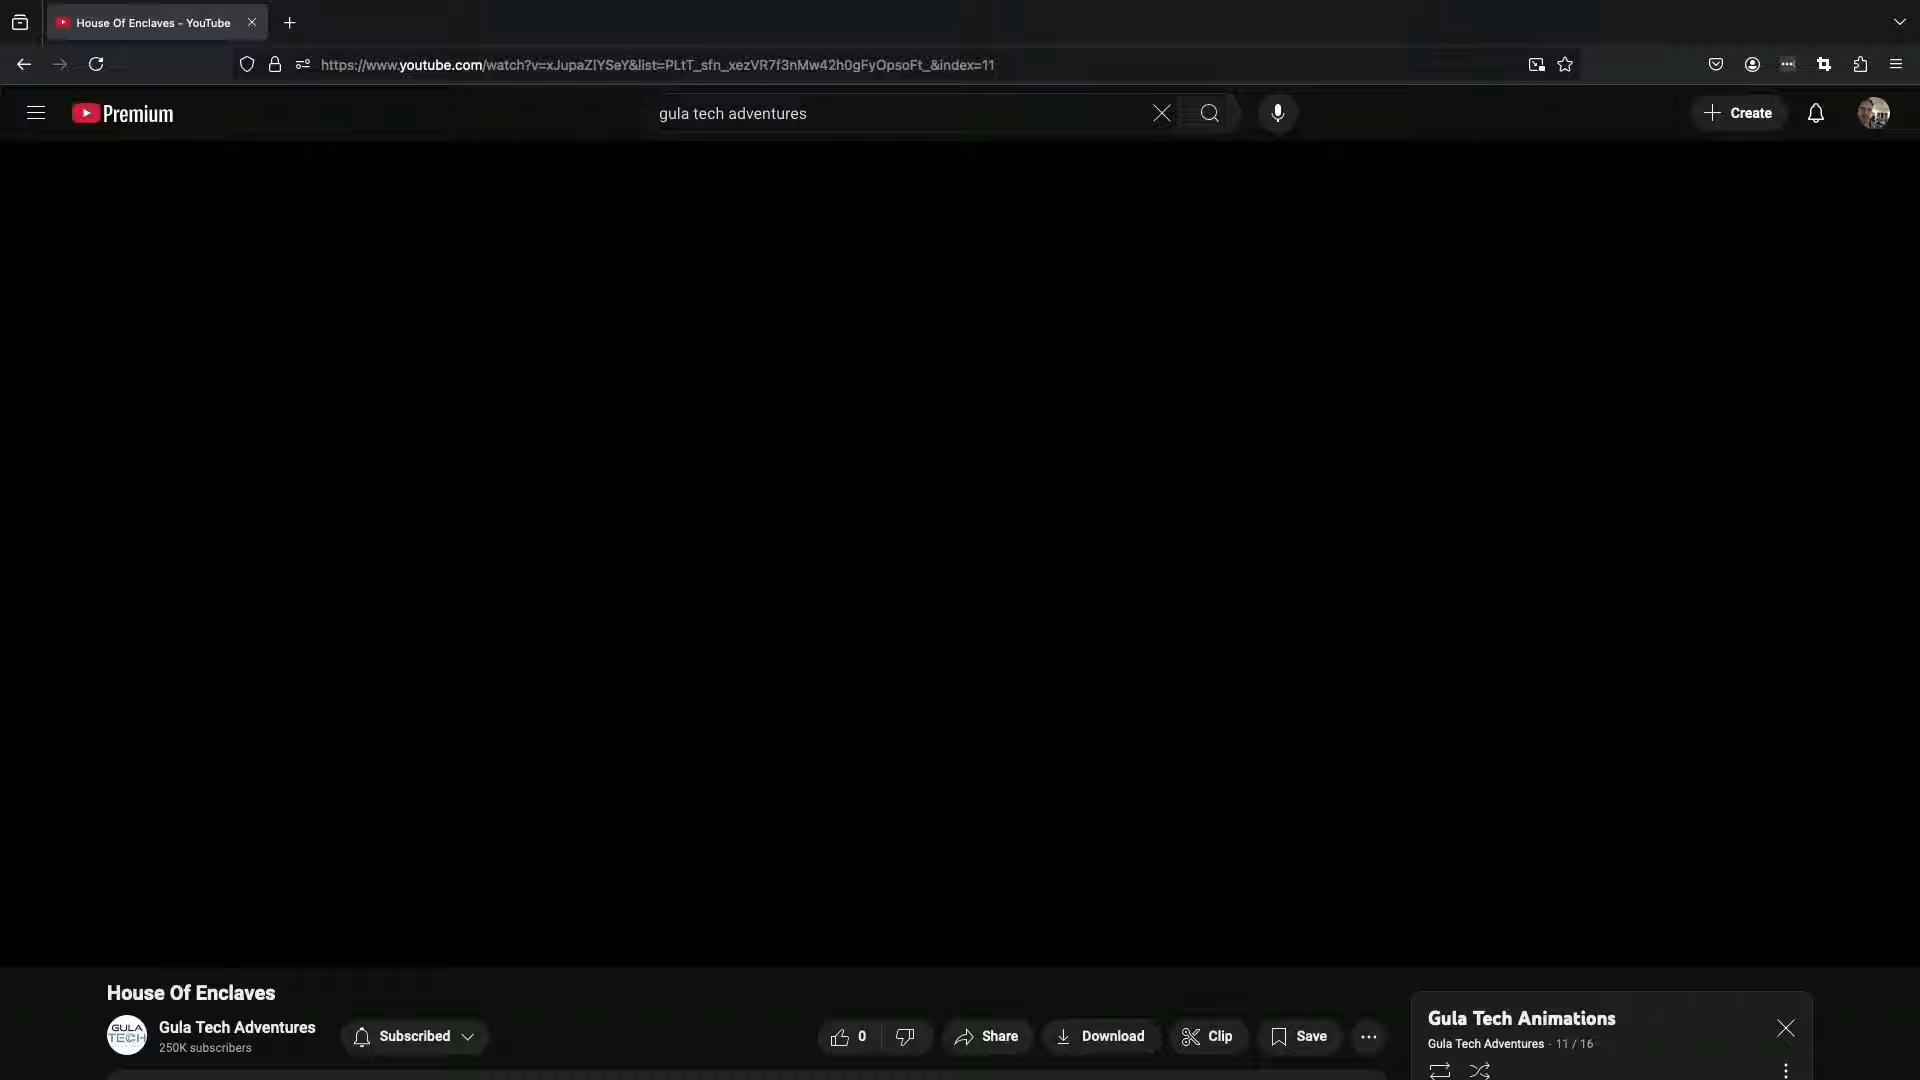 House Of Enclaves - YouTube
https://www.youtube.com/watch?v=xJupaZlYSeY&list=PLtT_sfn_xezVR7f3nMw42h0gFyOpsoFt_&index=11
Premium
gula tech adventures
Create
House Of Enclaves
GULA TECH
Gula Tech Adventures
250K subscribers
Subscribed
0
Share
Download
Clip
Save
Gula Tech Animations
Gula Tech Adventures - 11 / 16